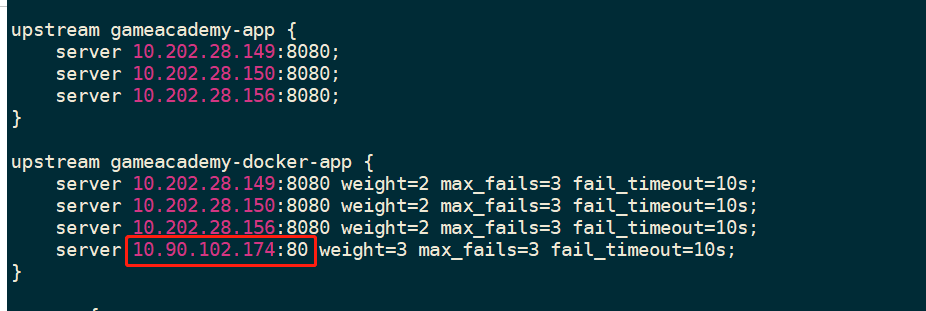 upstream gameacademy-app {
    server 10.202.28.149:8080;
    server 10.202.28.150:8080;
    server 10.202.28.156:8080;
}
upstream gameacademy-docker-app {
    server 10.202.28.149:8080 weight=2 max_fails=3 fail_timeout=10s;
    server 10.202.28.150:8080 weight=2 max_fails=3 fail_timeout=10s;
    server 10.202.28.156:8080 weight=2 max_fails=3 fail_timeout=10s;
    server 10.90.102.174:80 weight=3 max_fails=3 fail_timeout=10s;
}